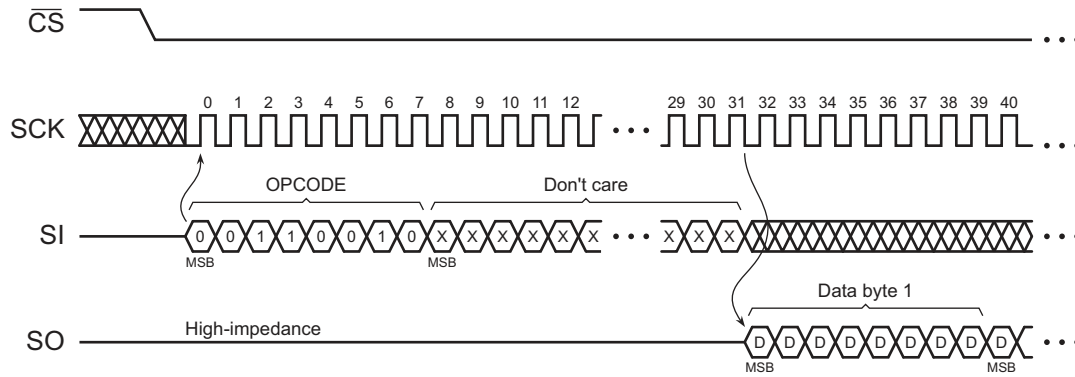 CS
0 1 2 3 4 5 6 7 8 9 10 11 12 29 30 31 32 33 34 35 36 37 38 39 40
SCK
OPCODE Don't care
SI 0 0 1 1 0 0 1 0 X X X X X X X X X
MSB MSB
Data byte 1
High-impedance
SO D D D D D D D D D
MSB MSB